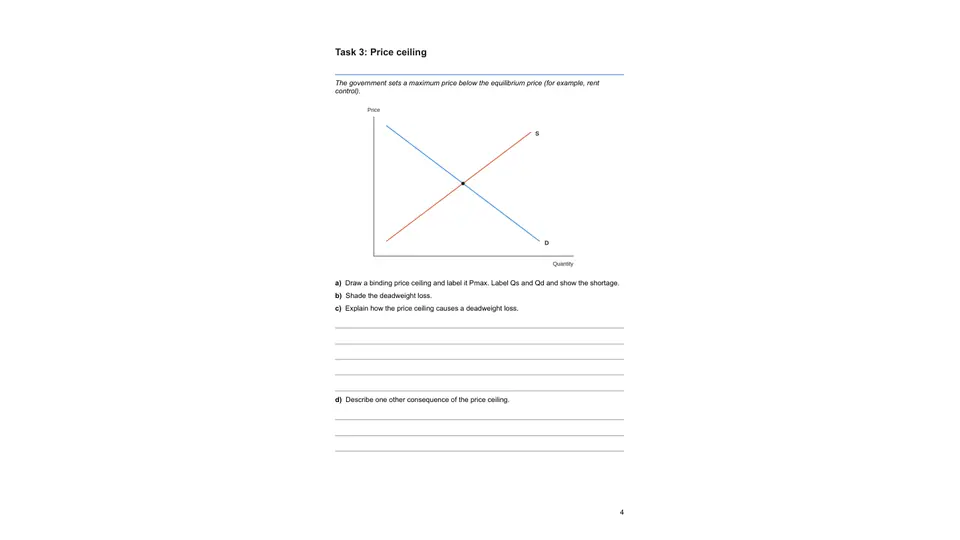 Task 3: Price ceiling
The government sets a maximum price below the equilibrium price (for example, rent
control).
Price
S
D
Quantity
a) Draw a binding price ceiling and label it Pmax. Label Qs and Qd and show the shortage.
b) Shade the deadweight loss.
c) Explain how the price ceiling causes a deadweight loss.
d) Describe one other consequence of the price ceiling.
4